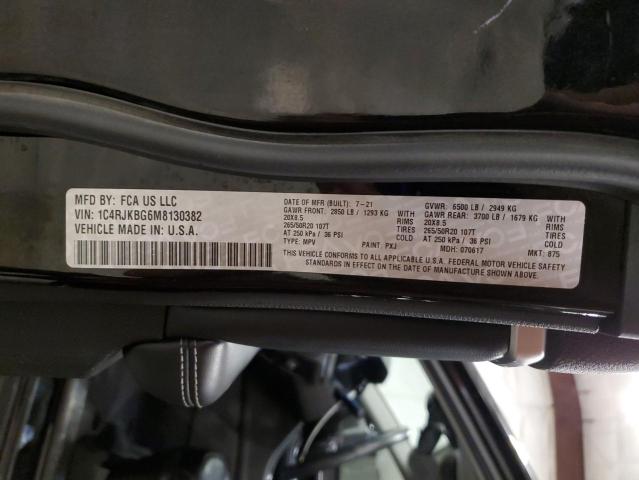 MFD BY: FCA US LLC
VIN: 1C4RJKBG6M8130382
VEHICLE MADE IN: U.S.A.
DATE OF MFR (BUILT): 7-21 GVWR: 6500 LB / 2949 KG
GAWR FRONT: 2850 LB / 1293 KG WITH GAWR REAR: 3700 LB / 1679 KG WITH
20X8.5 RIMS 20X8.5 RIMS
265/50R20 107T TIRES 265/50R20 107T TIRES
AT 250 kPa / 36 PSI COLD AT 250 kPa / 36 PSI COLD
TYPE: MPV PAINT: PXJ MDH: 070617 MKT: 875
THIS VEHICLE CONFORMS TO ALL APPLICABLE U.S.A. FEDERAL MOTOR VEHICLE SAFETY
STANDARDS IN EFFECT ON THE DATE OF MANUFACTURE SHOWN ABOVE.